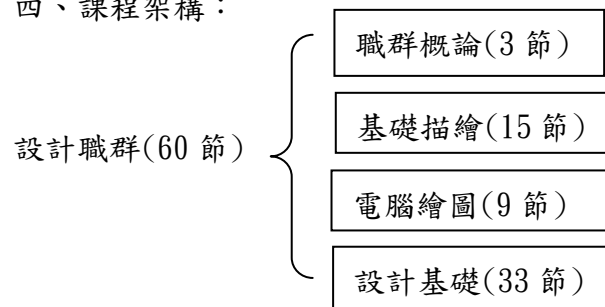 四、課程架構：
職群概論(3 節)
基礎描繪(15 節)
設計職群(60 節)
電腦繪圖(9 節)
設計基礎(33 節)